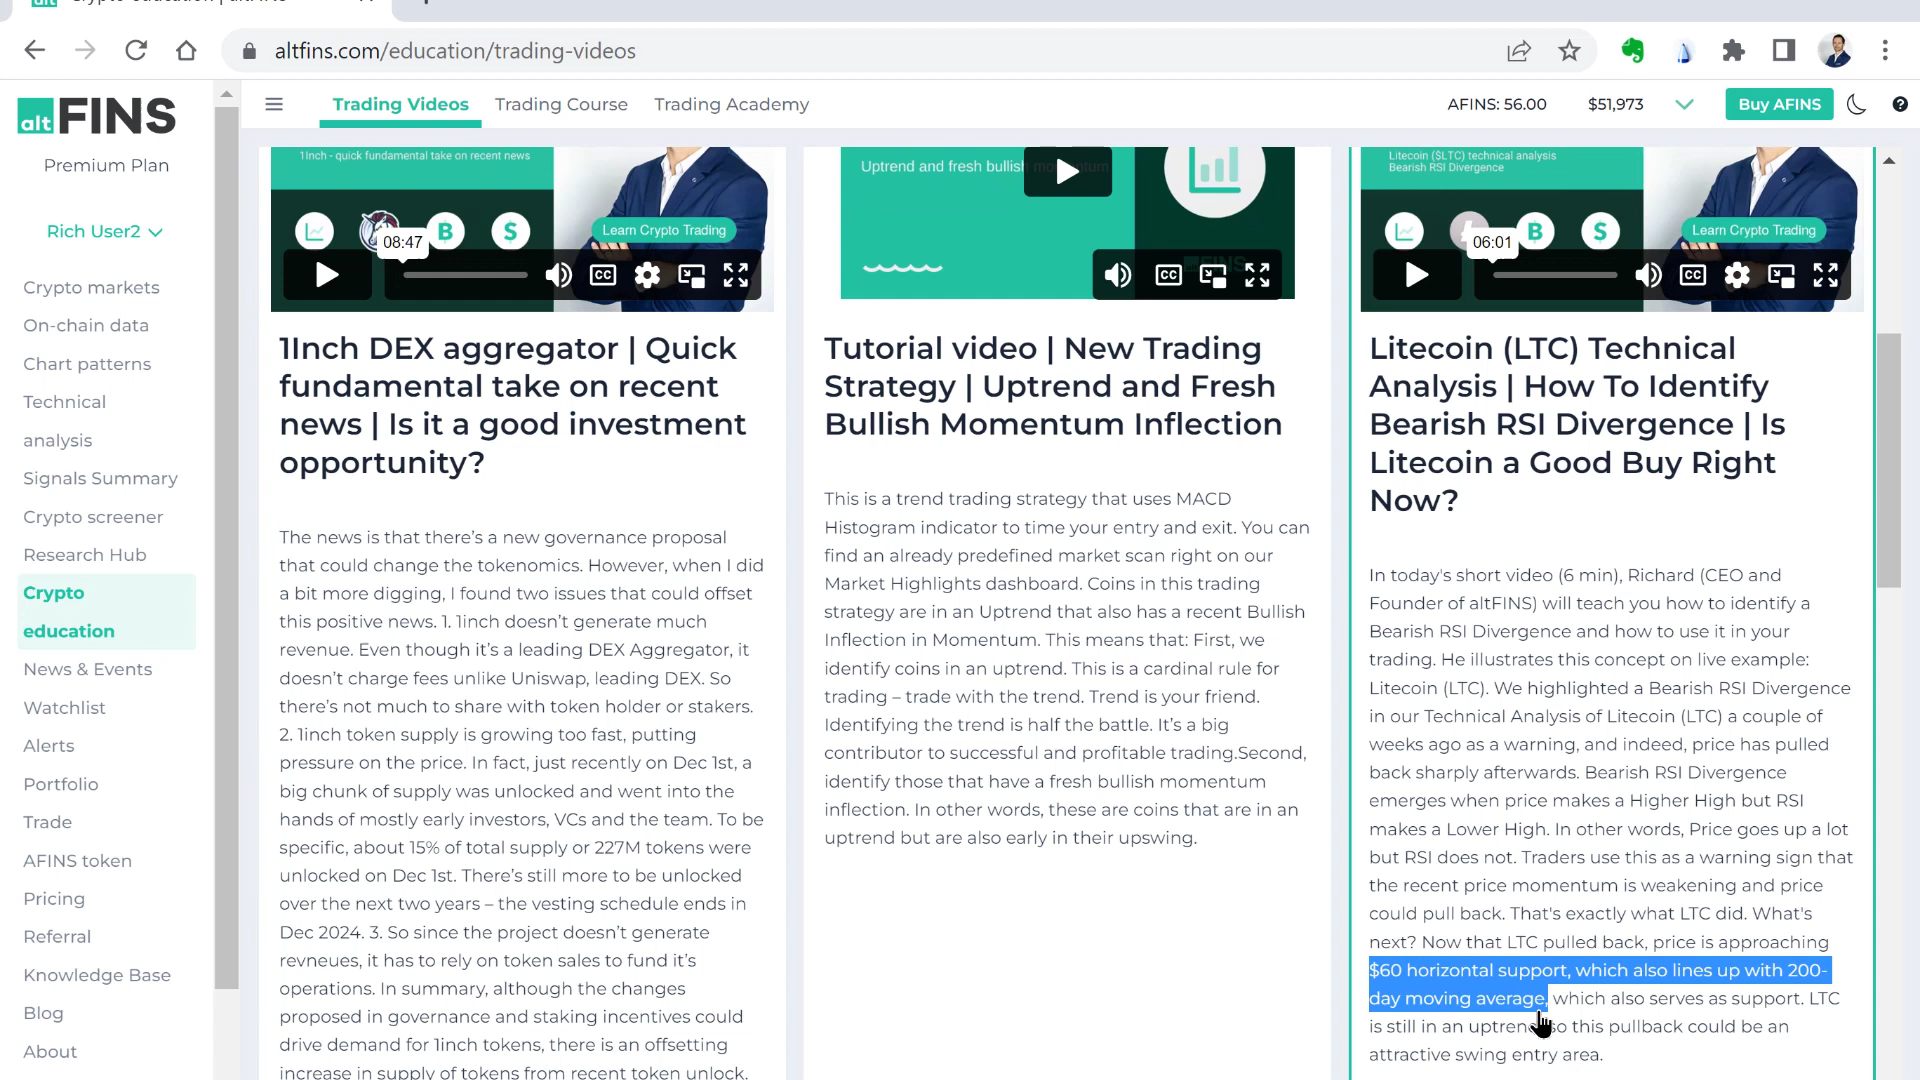 altfins.com/education/trading-videos
alt FINS
Premium Plan
Rich User2
Crypto markets
On-chain data
Chart patterns
Technical
analysis
Signals Summary
Crypto screener
Research Hub
Crypto
education
News & Events
Watchlist
Alerts
Portfolio
Trade
AFINS token
Pricing
Referral
Knowledge Base
Blog
About
Trading Videos
Trading Course
Trading Academy
AFINS: 56.00
$51,973
Buy AFINS
1Inch - quick fundamental take on recent news
Learn Crypto Trading
08:47
CC
1Inch DEX aggregator | Quick
fundamental take on recent
news | Is it a good investment
opportunity?
The news is that there’s a new governance proposal
that could change the tokenomics. However, when I did
a bit more digging, I found two issues that could offset
this positive news. 1. 1inch doesn’t generate much
revenue. Even though it’s a leading DEX Aggregator, it
doesn’t charge fees unlike Uniswap, leading DEX. So
there’s not much to share with token holder or stakers.
2. 1inch token supply is growing too fast, putting
pressure on the price. In fact, just recently on Dec 1st, a
big chunk of supply was unlocked and went into the
hands of mostly early investors, VCs and the team. To be
specific, about 15% of total supply or 227M tokens were
unlocked on Dec 1st. There’s still more to be unlocked
over the next two years – the vesting schedule ends in
Dec 2024. 3. So since the project doesn’t generate
revneues, it has to rely on token sales to fund it’s
operations. In summary, although the changes
proposed in governance and staking incentives could
drive demand for 1inch tokens, there is an offsetting
increase in supply of tokens from recent token unlock.
Uptrend and fresh bullish momentum
CC
Tutorial video | New Trading
Strategy | Uptrend and Fresh
Bullish Momentum Inflection
This is a trend trading strategy that uses MACD
Histogram indicator to time your entry and exit. You can
find an already predefined market scan right on our
Market Highlights dashboard. Coins in this trading
strategy are in an Uptrend that also has a recent Bullish
Inflection in Momentum. This means that: First, we
identify coins in an uptrend. This is a cardinal rule for
trading – trade with the trend. Trend is your friend.
Identifying the trend is half the battle. It’s a big
contributor to successful and profitable trading.Second,
identify those that have a fresh bullish momentum
inflection. In other words, these are coins that are in an
uptrend but are also early in their upswing.
Litecoin ($LTC) technical analysis
Bearish RSI Divergence
Learn Crypto Trading
06:01
CC
Litecoin (LTC) Technical
Analysis | How To Identify
Bearish RSI Divergence | Is
Litecoin a Good Buy Right
Now?
In today's short video (6 min), Richard (CEO and
Founder of altFINS) will teach you how to identify a
Bearish RSI Divergence and how to use it in your
trading. He illustrates this concept on live example:
Litecoin (LTC). We highlighted a Bearish RSI Divergence
in our Technical Analysis of Litecoin (LTC) a couple of
weeks ago as a warning, and indeed, price has pulled
back sharply afterwards. Bearish RSI Divergence
emerges when price makes a Higher High but RSI
makes a Lower High. In other words, Price goes up a lot
but RSI does not. Traders use this as a warning sign that
the recent price momentum is weakening and price
could pull back. That's exactly what LTC did. What's
next? Now that LTC pulled back, price is approaching
$60 horizontal support, which also lines up with 200-
day moving average, which also serves as support. LTC
is still in an uptrend so this pullback could be an
attractive swing entry area.